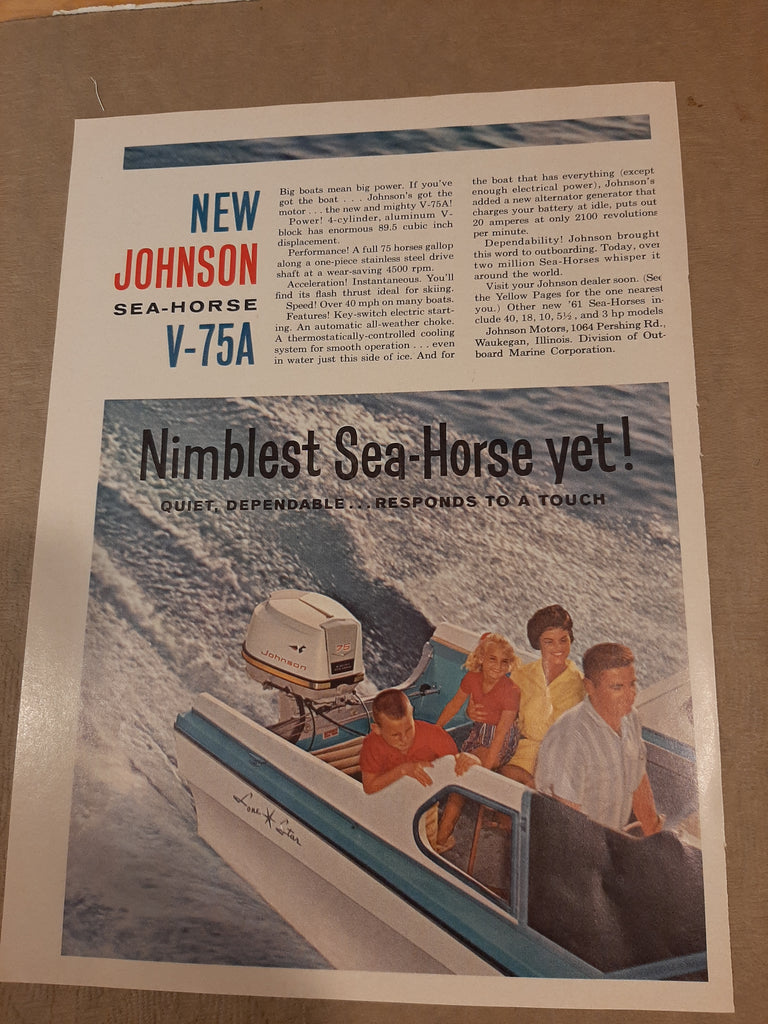 NEW
JOHNSON
SEA-HORSE
V-75A
Big boats mean big power. If you've
got the boat . . . Johnson's got the
motor . . . the new and mighty V-75A!
Power! 4-cylinder, aluminum V-
block has enormous 89.5 cubic inch
displacement.
Performance! A full 75 horses gallop
along a one-piece stainless steel drive
shaft at a wear-saving 4500 rpm.
Acceleration! Instantaneous. You'll
find its flash thrust ideal for skiing.
Speed! Over 40 mph on many boats.
Features! Key-switch electric start-
ing. An automatic all-weather choke.
A thermostatically-controlled cooling
system for smooth operation . . . even
in water just this side of ice. And for
the boat that has everything (except
enough electrical power), Johnson's
added a new alternator generator that
charges your battery at idle, puts out
20 amperes at only 2100 revolutions
per minute.
Dependability! Johnson brought
this word to outboarding. Today, over
two million Sea-Horses whisper it
around the world.
Visit your Johnson dealer soon. (See
the Yellow Pages for the one nearest
you.) Other new '61 Sea-Horses in-
clude 40, 18, 10, 5½, and 3 hp models
Johnson Motors, 1064 Pershing Rd.,
Waukegan, Illinois. Division of Out-
board Marine Corporation.
Nimblest Sea-Horse yet!
QUIET, DEPENDABLE...RESPONDS TO A TOUCH
75
Johnson
Lone Star